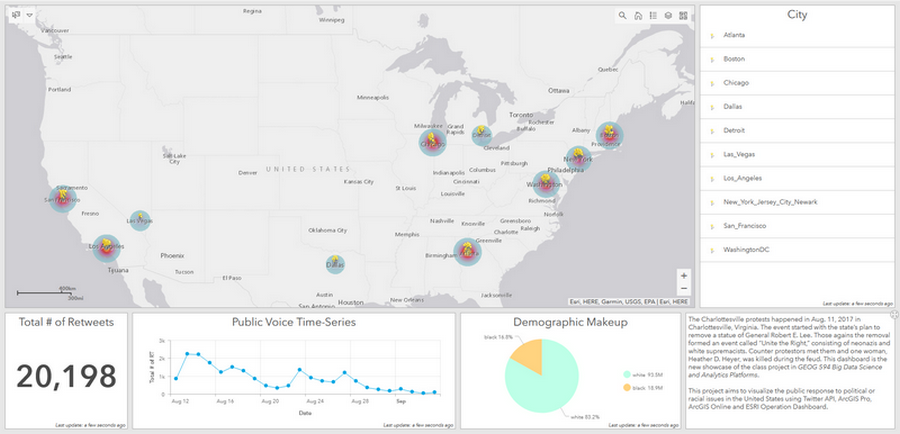 Regina
Winnipeg
Vancouver
Seattle
Portland
Quebec
Ottawa
Minneapolis
Toronto
Halif
Milwaukee
Grand Rapids
Rochester
Buffalo
Albany
Boston
Providence
Chicago
Detroit
Cleveland
New York
Salt Lake City
UNITED STATES
Denver
Pittsburgh
Philadelphia
Indianapolis
Columbus
Kansas City
St Louis
Cincinnati
Washington
Sacramento
San Francisco
Louisville
Richmond
Fresno
Las Vegas
Norfolk
Nashville
Knoxville
Greensboro
Oklahoma City
Memphis
Charlotte
Raleigh
Los Angeles
Phoenix
Greenville
Birmingham
Atlanta
Tijuana
Tucson
El Paso
Dallas
Austin
Houston
San Antonio
New Orleans
Jacksonville
400km
300mi
+
−
Esri, HERE, Garmin, USGS, EPA | Esri, HERE
City
Atlanta
Boston
Chicago
Dallas
Detroit
Las_Vegas
Los_Angeles
New_York_Jersey_City_Newark
San_Francisco
WashingtonDC
Last update: a few seconds ago
Total # of Retweets
20,198
Last update: a few seconds ago
Public Voice Time-Series
Total # of RT
3k
2k
1k
0
Aug 12
Aug 16
Aug 20
Aug 24
Aug 28
Sep
Date
Last update: a few seconds ago
Demographic Makeup
black 16.8%
white 93.5M
black 18.9M
white 83.2%
Last update: a few seconds ago
The Charlottesville protests happened in Aug. 11, 2017 in
Charlottesville, Virginia. The event started with the state's plan to
remove a statue of General Robert E. Lee. Those agains the removal
formed an event called "Unite the Right," consisting of neonazis and
white supremacists. Counter protestors met them and one woman,
Heather D. Heyer, was killed during the feud. This dashboard is the
new showcase of the class project in GEOG 594 Big Data Science
and Analytics Platforms.
This project aims to visualize the public response to political or
racial issues in the United States using Twitter API, ArcGIS Pro,
ArcGIS Online and ESRI Operation Dashboard.